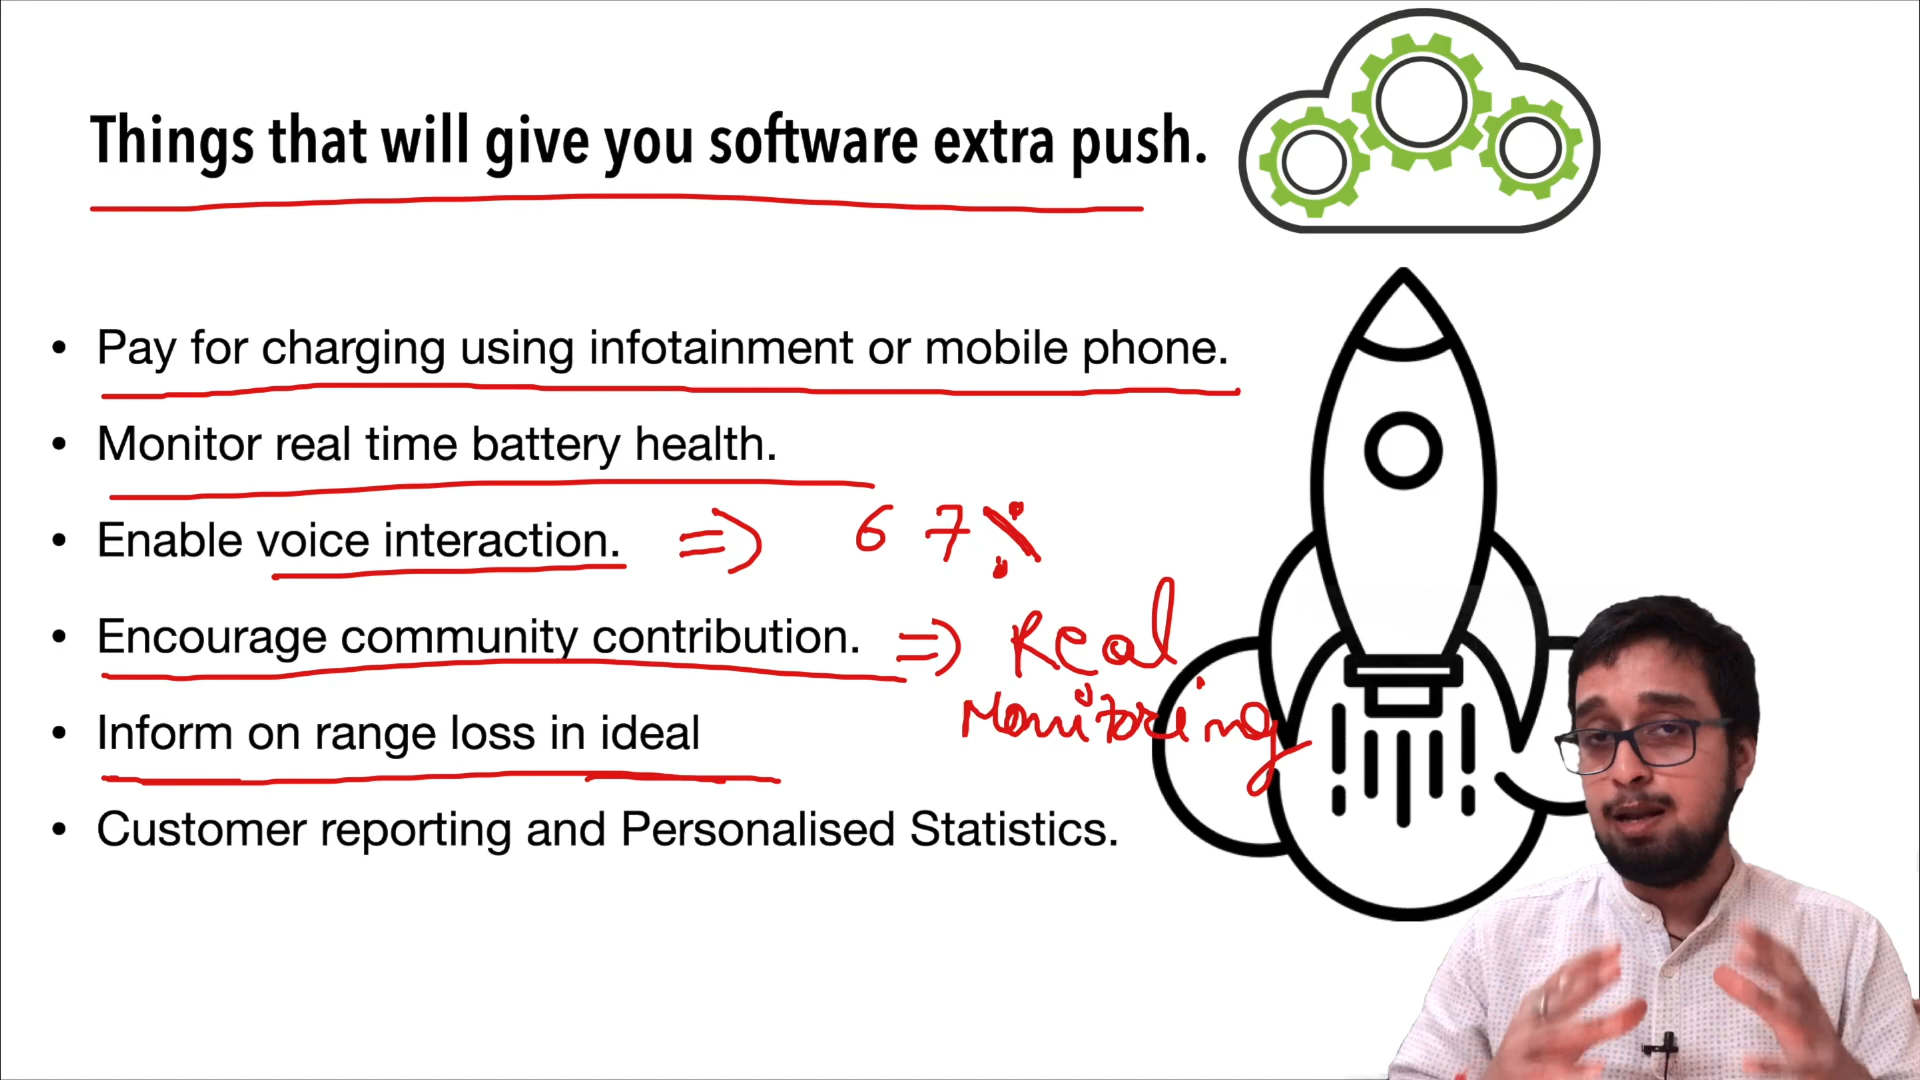 Things that will give you software extra push.
• Pay for charging using infotainment or mobile phone.
• Monitor real time battery health.
• Enable voice interaction. => 67%
• Encourage community contribution. => Real
Monitoring
• Inform on range loss in ideal
• Customer reporting and Personalised Statistics.